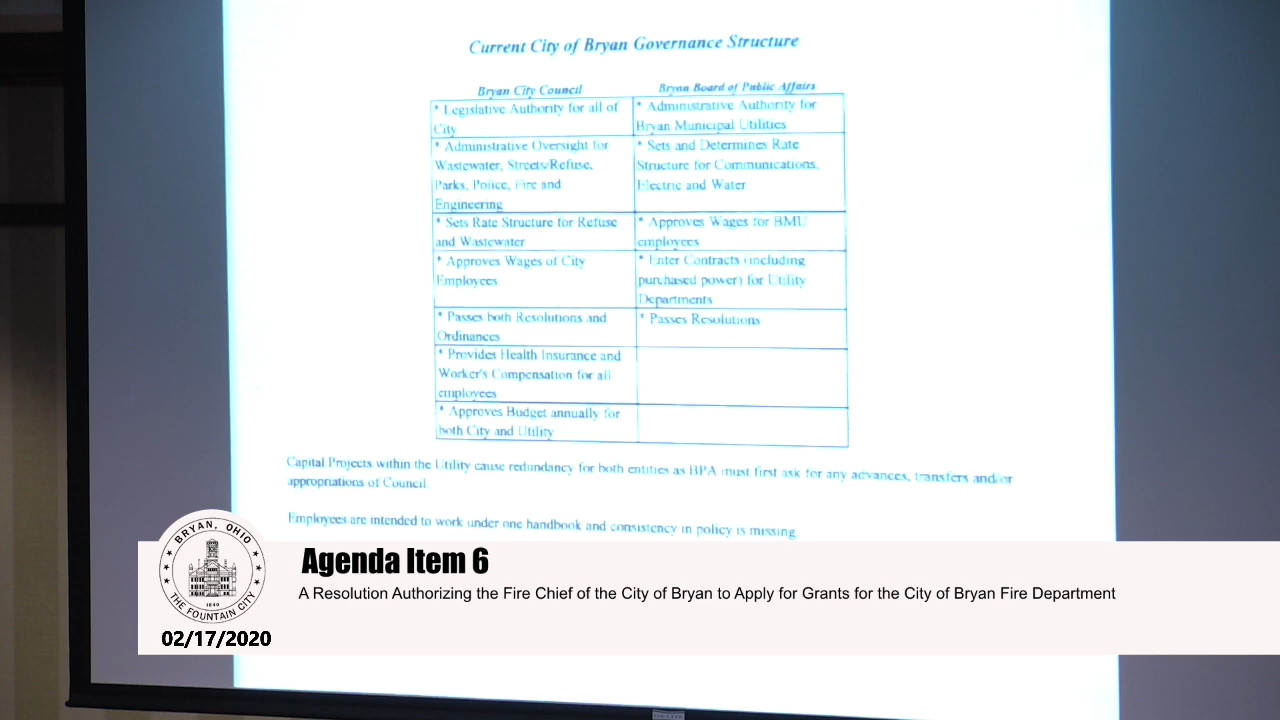 Current City of Bryan Governance Structure
Bryan City Council
Bryan Board of Public Affairs
* Legislative Authority for all of
City
* Administrative Authority for
Bryan Municipal Utilities
* Administrative Oversight for
Wastewater, Streets/Refuse,
Parks, Police, Fire and
Engineering
* Sets and Determines Rate
Structure for Communications,
Electric and Water
* Sets Rate Structure for Refuse
and Wastewater
* Approves Wages for BMU
employees
* Approves Wages of City
Employees
* Enter Contracts (including
purchased power) for Utility
Departments
* Passes both Resolutions and
Ordinances
* Passes Resolutions
* Provides Health Insurance and
Worker's Compensation for all
employees
* Approves Budget annually for
both City and Utility
Capital Projects within the Utility cause redundancy for both entities as BPA must first ask for any advances, transfers and/or
appropriations of Council.
Employees are intended to work under one handbook and consistency in policy is missing.
BRYAN, OHIO
1840
THE FOUNTAIN CITY
02/17/2020
Agenda Item 6
A Resolution Authorizing the Fire Chief of the City of Bryan to Apply for Grants for the City of Bryan Fire Department